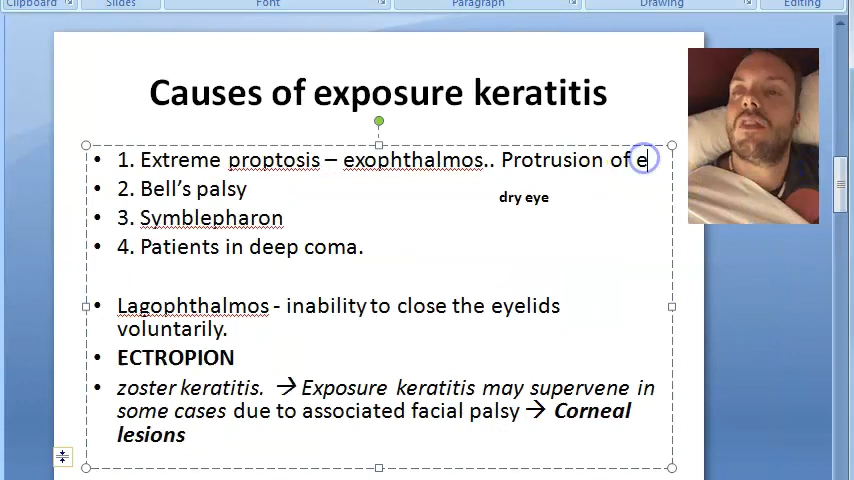 Clipboard
Slides
Font
Paragraph
Drawing
Editing
Causes of exposure keratitis
• 1. Extreme proptosis – exophthalmos.. Protrusion of e
• 2. Bell's palsy
dry eye
• 3. Symblepharon
• 4. Patients in deep coma.
• Lagophthalmos - inability to close the eyelids
voluntarily.
• ECTROPION
• zoster keratitis. → Exposure keratitis may supervene in
some cases due to associated facial palsy → Corneal
lesions